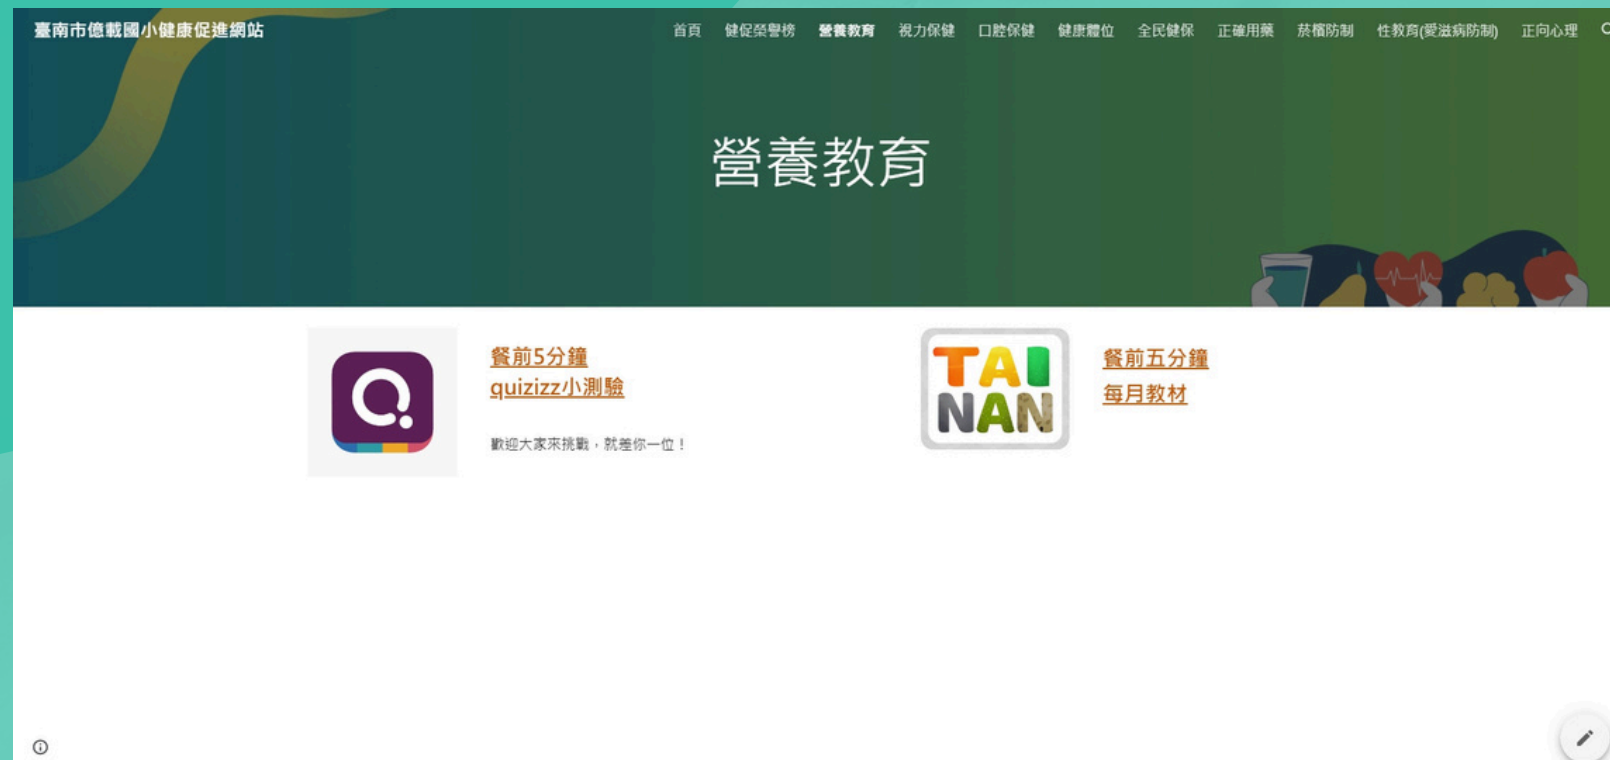 臺南市億載國小健康促進網站
首頁 健促榮譽榜 營養教育 視力保健 口腔保健 健康體位 全民健保 正確用藥 菸檳防制 性教育(愛滋病防制) 正向心理
營養教育
餐前5分鐘
quizizz小測驗
歡迎大家來挑戰，就差你一位！
TAI
NAN
餐前五分鐘
每月教材